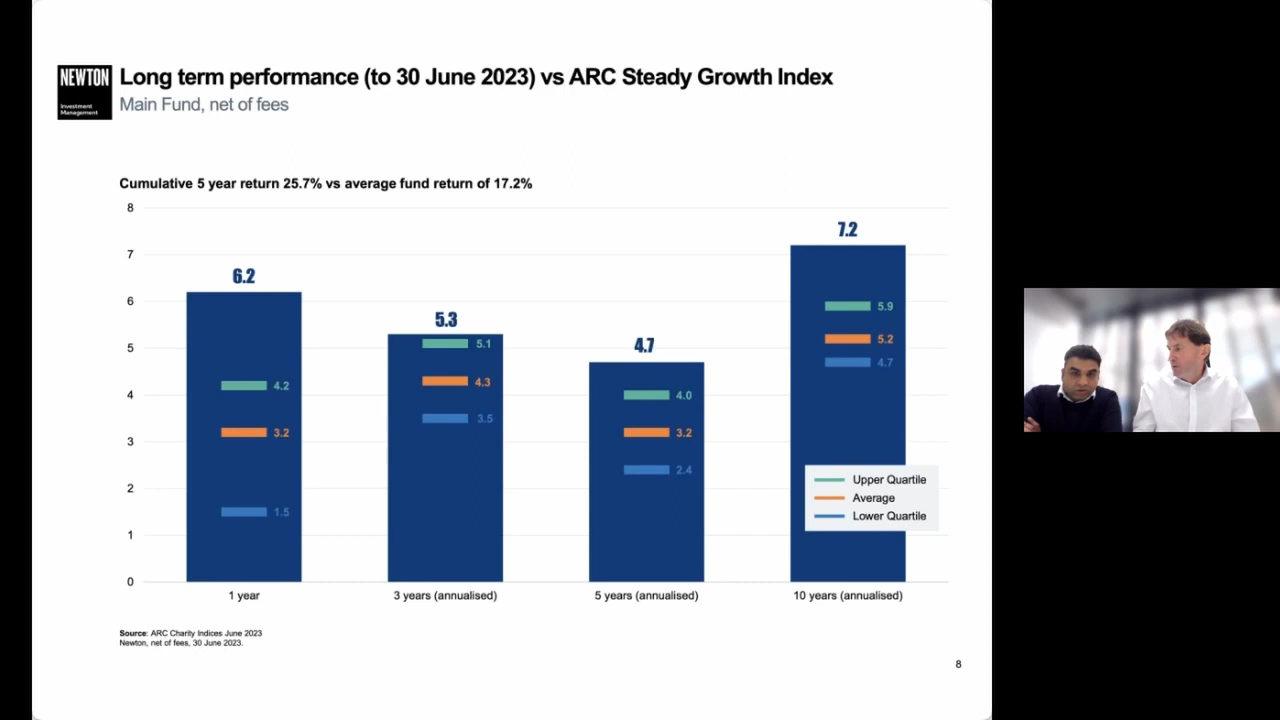 NEWTON
Investment
Management
Long term performance (to 30 June 2023) vs ARC Steady Growth Index
Main Fund, net of fees
Cumulative 5 year return 25.7% vs average fund return of 17.2%
8
7
6
5
4
3
2
1
0
6.2
4.2
3.2
1.5
5.3
5.1
4.3
3.5
4.7
4.0
3.2
2.4
7.2
5.9
5.2
4.7
Upper Quartile
Average
Lower Quartile
1 year
3 years (annualised)
5 years (annualised)
10 years (annualised)
Source: ARC Charity Indices June 2023
Newton, net of fees, 30 June 2023.
8